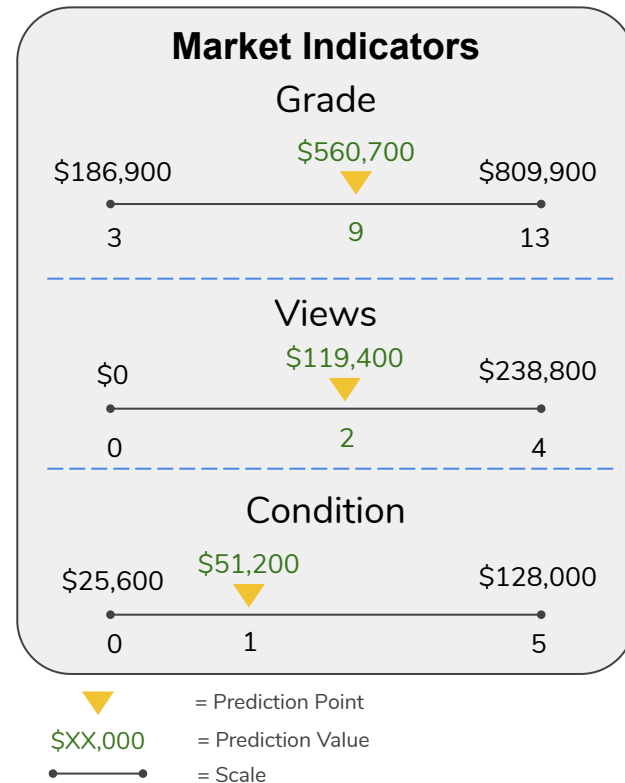 Market Indicators
Grade
$560,700
$186,900 $809,900
3 9 13
Views
$119,400
$0 $238,800
0 2 4
Condition
$51,200
$25,600 $128,000
0 1 5
= Prediction Point
$XX,000 = Prediction Value
= Scale